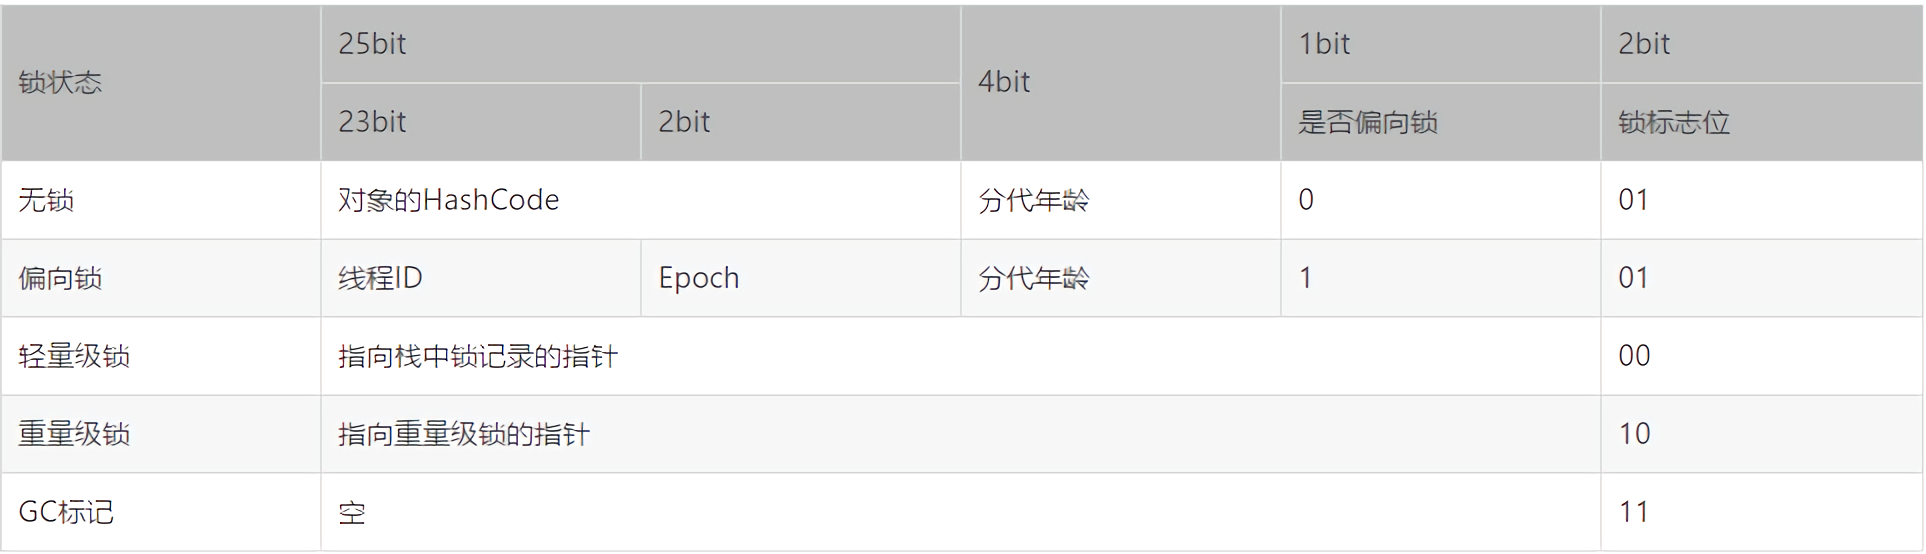 锁状态 25bit 4bit 1bit 2bit
23bit 2bit 是否偏向锁 锁标志位
无锁 对象的HashCode 分代年龄 0 01
偏向锁 线程ID Epoch 分代年龄 1 01
轻量级锁 指向栈中锁记录的指针 00
重量级锁 指向重量级锁的指针 10
GC标记 空 11